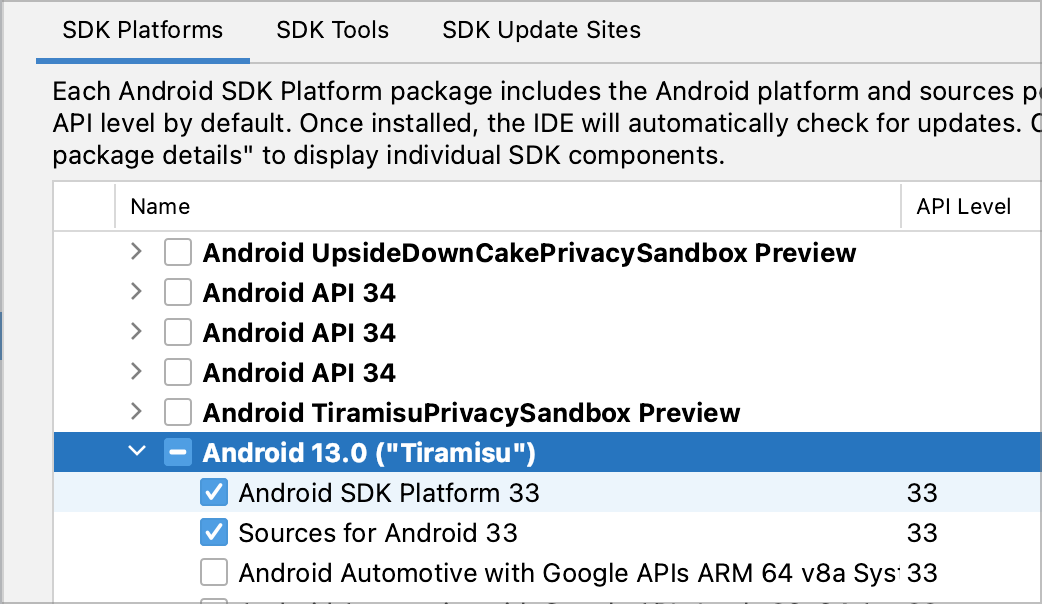 SDK Platforms SDK Tools SDK Update Sites
Each Android SDK Platform package includes the Android platform and sources
API level by default. Once installed, the IDE will automatically check for updates.
package details" to display individual SDK components.
Name API Level
Android UpsideDownCakePrivacySandbox Preview
Android API 34
Android API 34
Android API 34
Android TiramisuPrivacySandbox Preview
Android 13.0 ("Tiramisu")
Android SDK Platform 33 33
Sources for Android 33 33
Android Automotive with Google APIs ARM 64 v8a 33